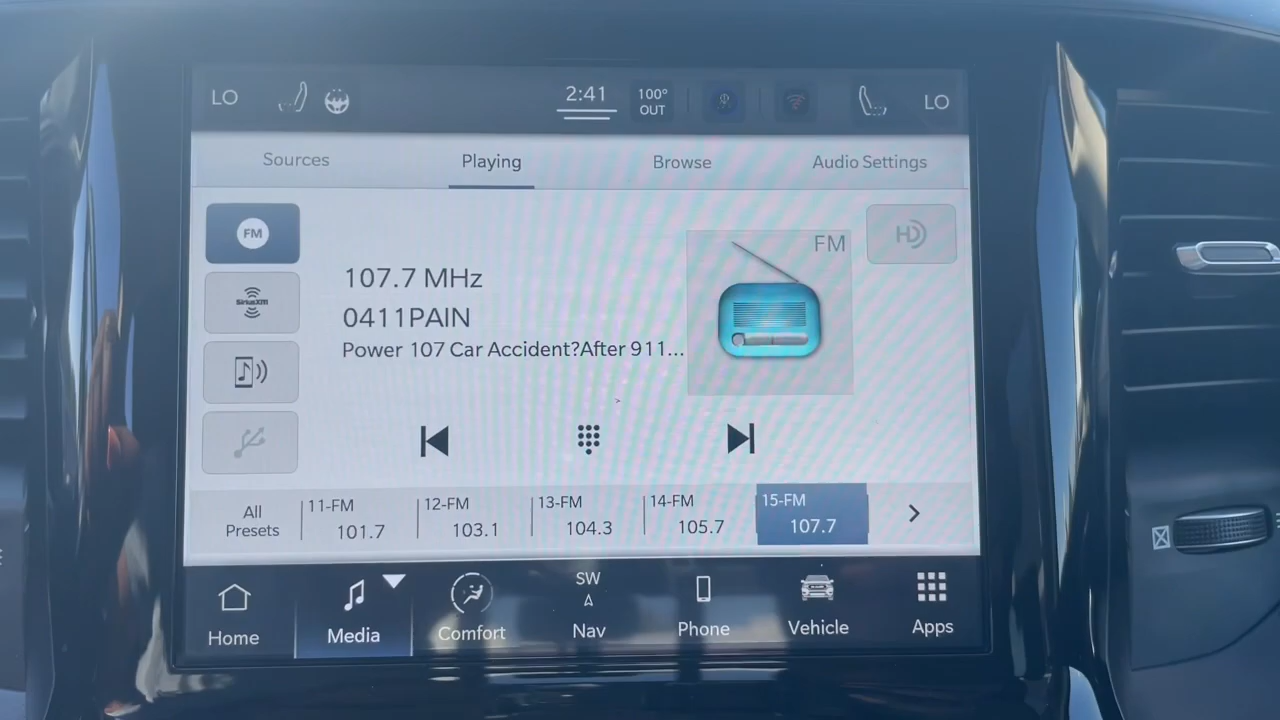 LO
2:41
100°
OUT
LO
Sources
Playing
Browse
Audio Settings
FM
SiriusXM
107.7 MHz
0411PAIN
Power 107 Car Accident?After 911...
FM
HD
All
Presets
11-FM
101.7
12-FM
103.1
13-FM
104.3
14-FM
105.7
15-FM
107.7
Home
Media
Comfort
SW
Nav
Phone
Vehicle
Apps